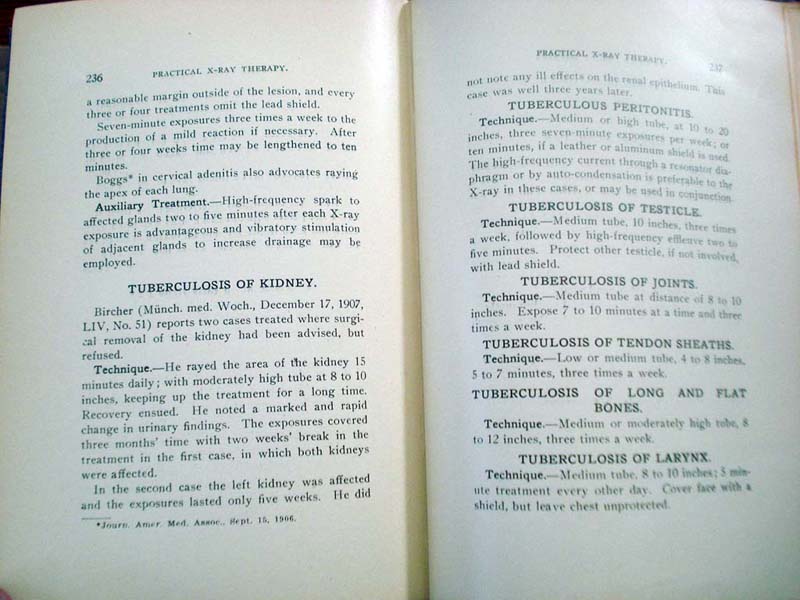 236
PRACTICAL X-RAY THERAPY.
a reasonable margin outside of the lesion, and every
three or four treatments omit the lead shield.
Seven-minute exposures three times a week to the
production of a mild reaction if necessary. After
three or four weeks time may be lengthened to ten
minutes.
Boggs* in cervical adenitis also advocates raying
the apex of each lung.
Auxiliary Treatment.—High-frequency spark to
affected glands two to five minutes after each X-ray
exposure is advantageous and vibratory stimulation
of adjacent glands to increase drainage may be
employed.
TUBERCULOSIS OF KIDNEY.
Bircher (Münch. med. Woch., December 17, 1907,
LIV, No. 51) reports two cases treated where surgi-
cal removal of the kidney had been advised, but
refused.
Technique.—He rayed the area of the kidney 15
minutes daily; with moderately high tube at 8 to 10
inches, keeping up the treatment for a long time.
Recovery ensued. He noted a marked and rapid
change in urinary findings. The exposures covered
three months' time with two weeks' break in the
treatment in the first case, in which both kidneys
were affected.
In the second case the left kidney was affected
and the exposures lasted only five weeks. He did
*Journ. Amer. Med. Assoc., Sept. 15, 1906.
PRACTICAL X-RAY THERAPY.
237
not note any ill effects on the renal epithelium. This
case was well three years later.
TUBERCULOUS PERITONITIS.
Technique.—Medium or high tube, at 10 to 20
inches, three seven-minute exposures per week; or
ten minutes, if a leather or aluminum shield is used.
The high-frequency current through a resonator dia-
phragm or by auto-condensation is preferable to the
X-ray in these cases, or may be used in conjunction.
TUBERCULOSIS OF TESTICLE.
Technique.—Medium tube, 10 inches, three times
a week, followed by high-frequency effleuve two to
five minutes. Protect other testicle, if not involved,
with lead shield.
TUBERCULOSIS OF JOINTS.
Technique.—Medium tube at distance of 8 to 10
inches. Expose 7 to 10 minutes at a time and three
times a week.
TUBERCULOSIS OF TENDON SHEATHS.
Technique.—Low or medium tube, 4 to 8 inches,
5 to 7 minutes, three times a week.
TUBERCULOSIS OF LONG AND FLAT
BONES.
Technique.—Medium or moderately high tube, 8
to 12 inches, three times a week.
TUBERCULOSIS OF LARYNX.
Technique.—Medium tube, 8 to 10 inches; 5 min-
ute treatment every other day. Cover face with a
shield, but leave chest unprotected.